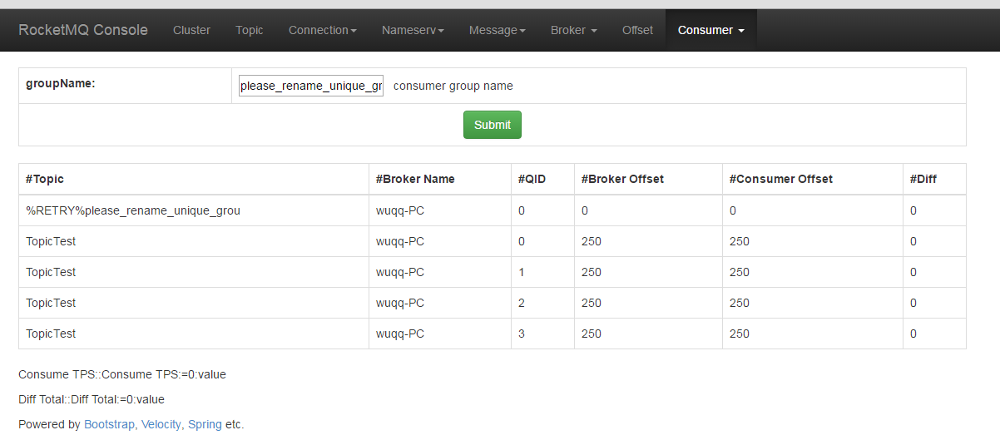 RocketMQ Console Cluster Topic Connection Nameserv Message Broker Offset Consumer
groupName: please_rename_unique_gr consumer group name
Submit
#Topic #Broker Name #QID #Broker Offset #Consumer Offset #Diff
%RETRY%please_rename_unique_grou wuqq-PC 0 0 0 0
TopicTest wuqq-PC 0 250 250 0
TopicTest wuqq-PC 1 250 250 0
TopicTest wuqq-PC 2 250 250 0
TopicTest wuqq-PC 3 250 250 0
Consume TPS::Consume TPS:=0:value
Diff Total::Diff Total:=0:value
Powered by Bootstrap, Velocity, Spring etc.